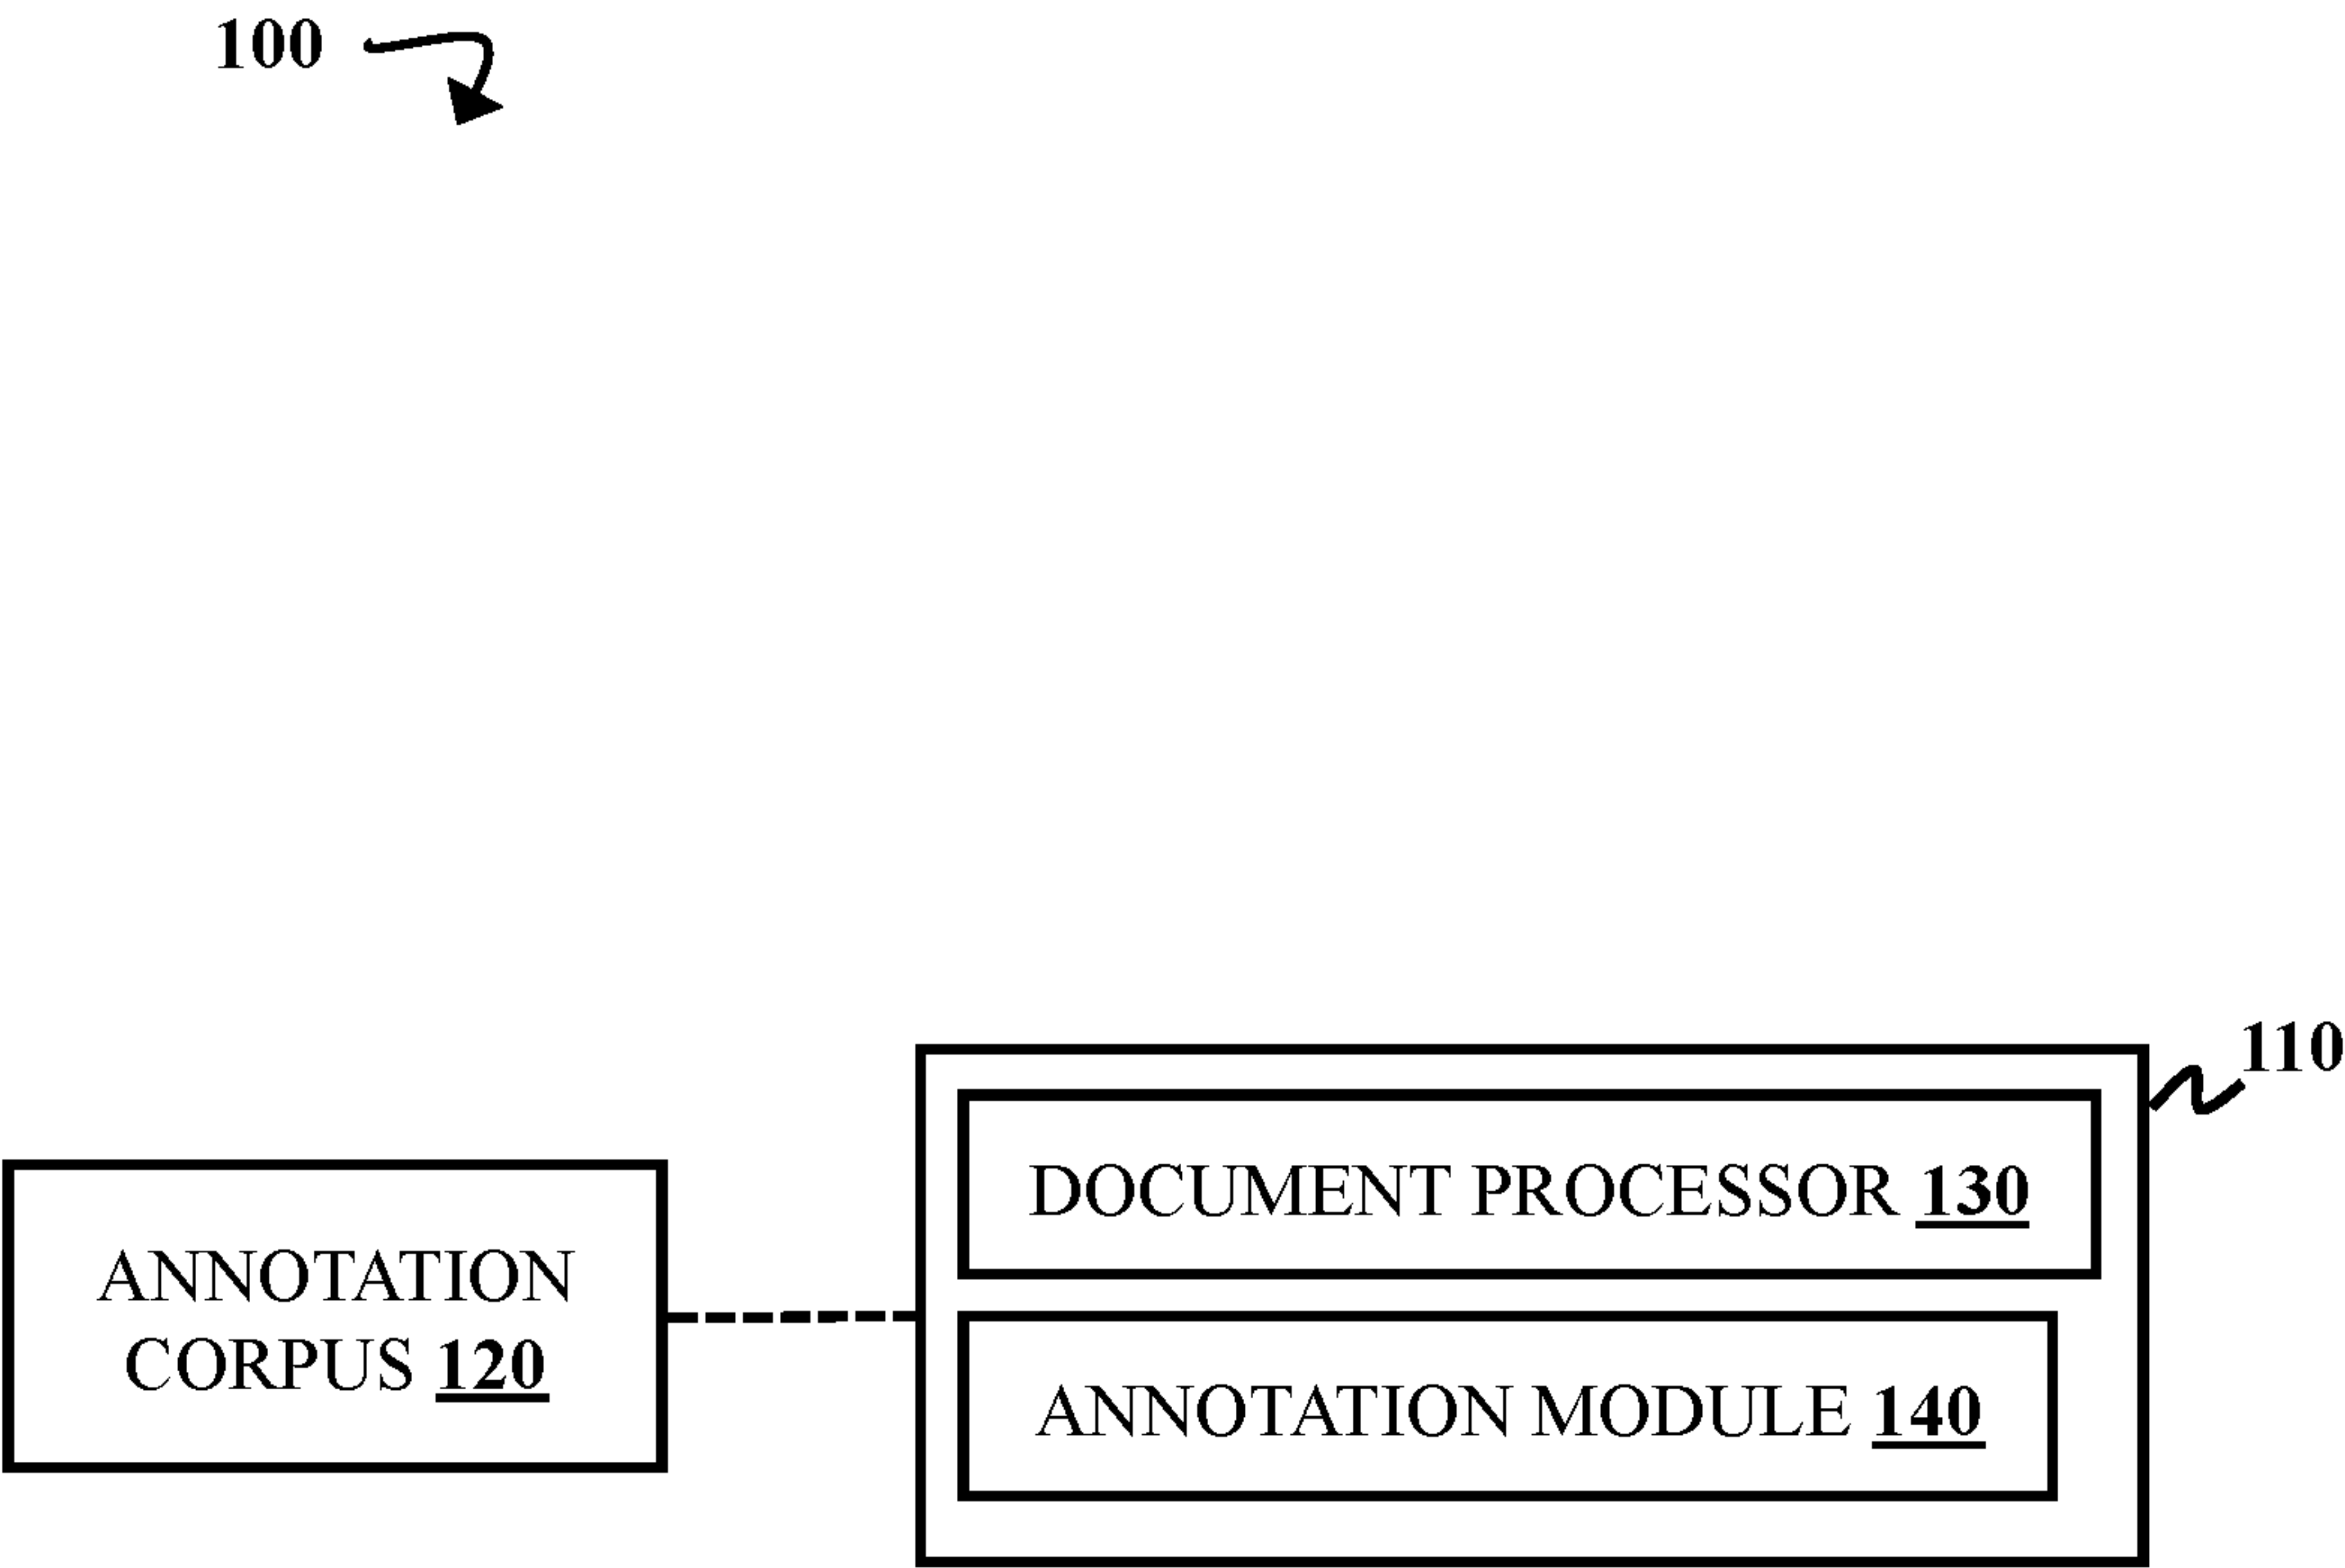 100
110
DOCUMENT PROCESSOR 130
ANNOTATION
CORPUS 120
ANNOTATION MODULE 140